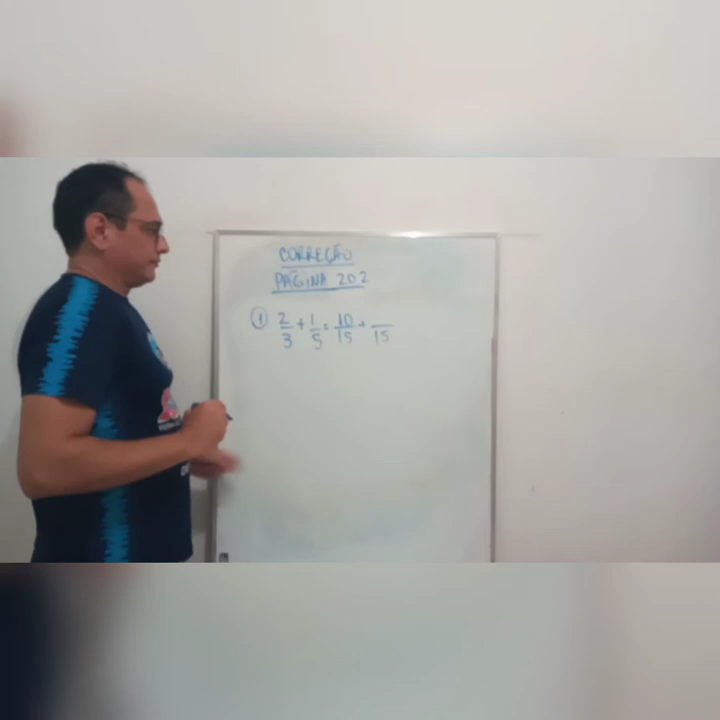 CORREÇÃO
PÁGINA 202
① 2/3 + 1/5 = 10/15 + /15